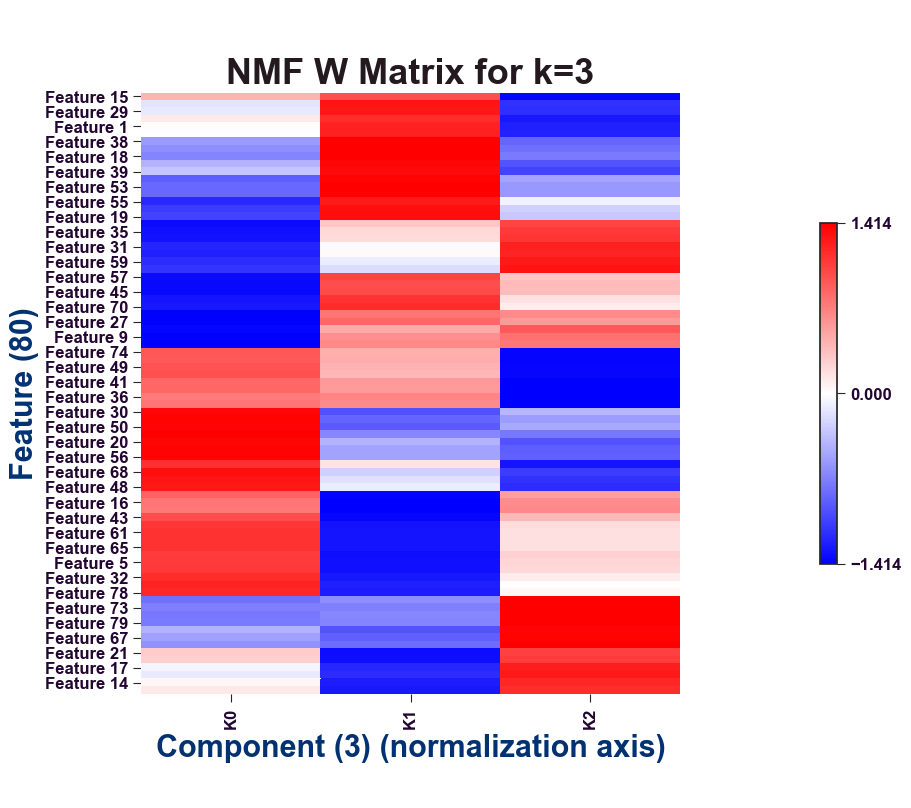 NMF W Matrix for k=3
Feature 15
Feature 29
Feature 1
Feature 38
Feature 18
Feature 39
Feature 53
Feature 55
Feature 19
Feature 35
Feature 31
Feature 59
Feature 57
Feature 45
Feature 70
Feature 27
Feature 9
Feature 74
Feature 49
Feature 41
Feature 36
Feature 30
Feature 50
Feature 20
Feature 56
Feature 68
Feature 48
Feature 16
Feature 43
Feature 61
Feature 65
Feature 5
Feature 32
Feature 78
Feature 73
Feature 79
Feature 67
Feature 21
Feature 17
Feature 14
Feature (80)
K0
K1
K2
Component (3) (normalization axis)
1.414
0.000
−1.414